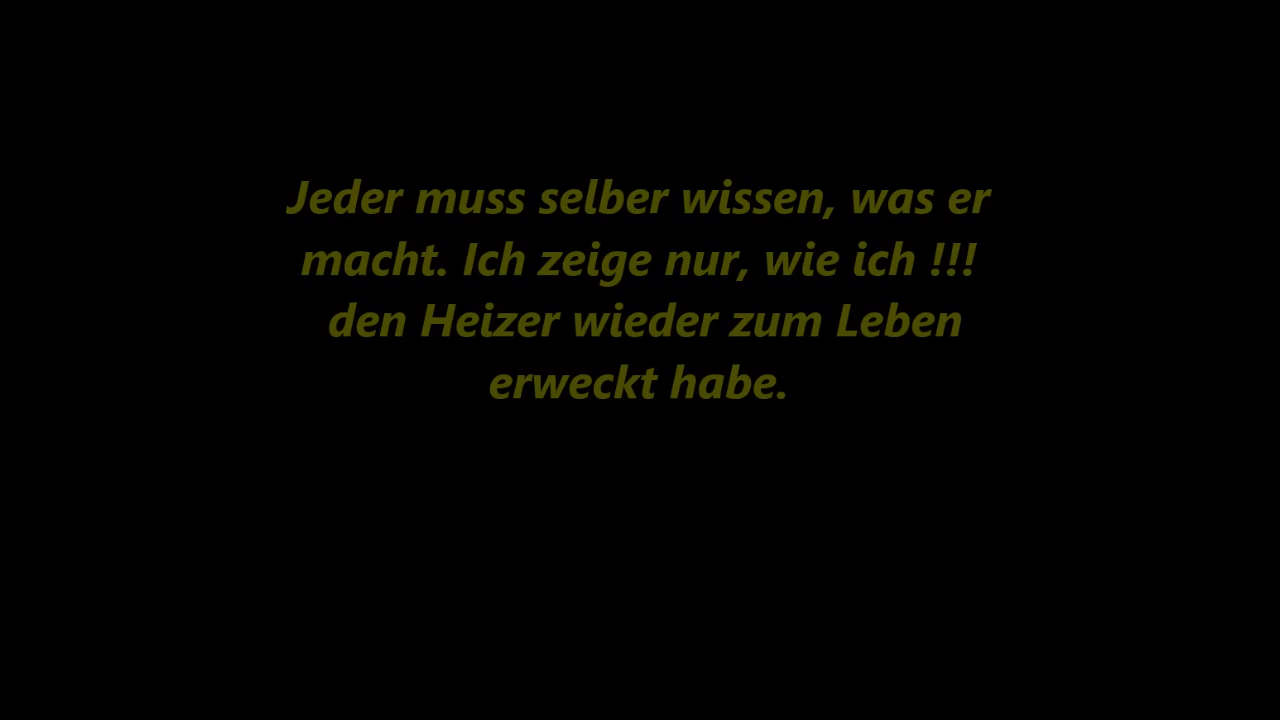 Jeder muss selber wissen, was er
macht. Ich zeige nur, wie ich !!!
den Heizer wieder zum Leben
erweckt habe.